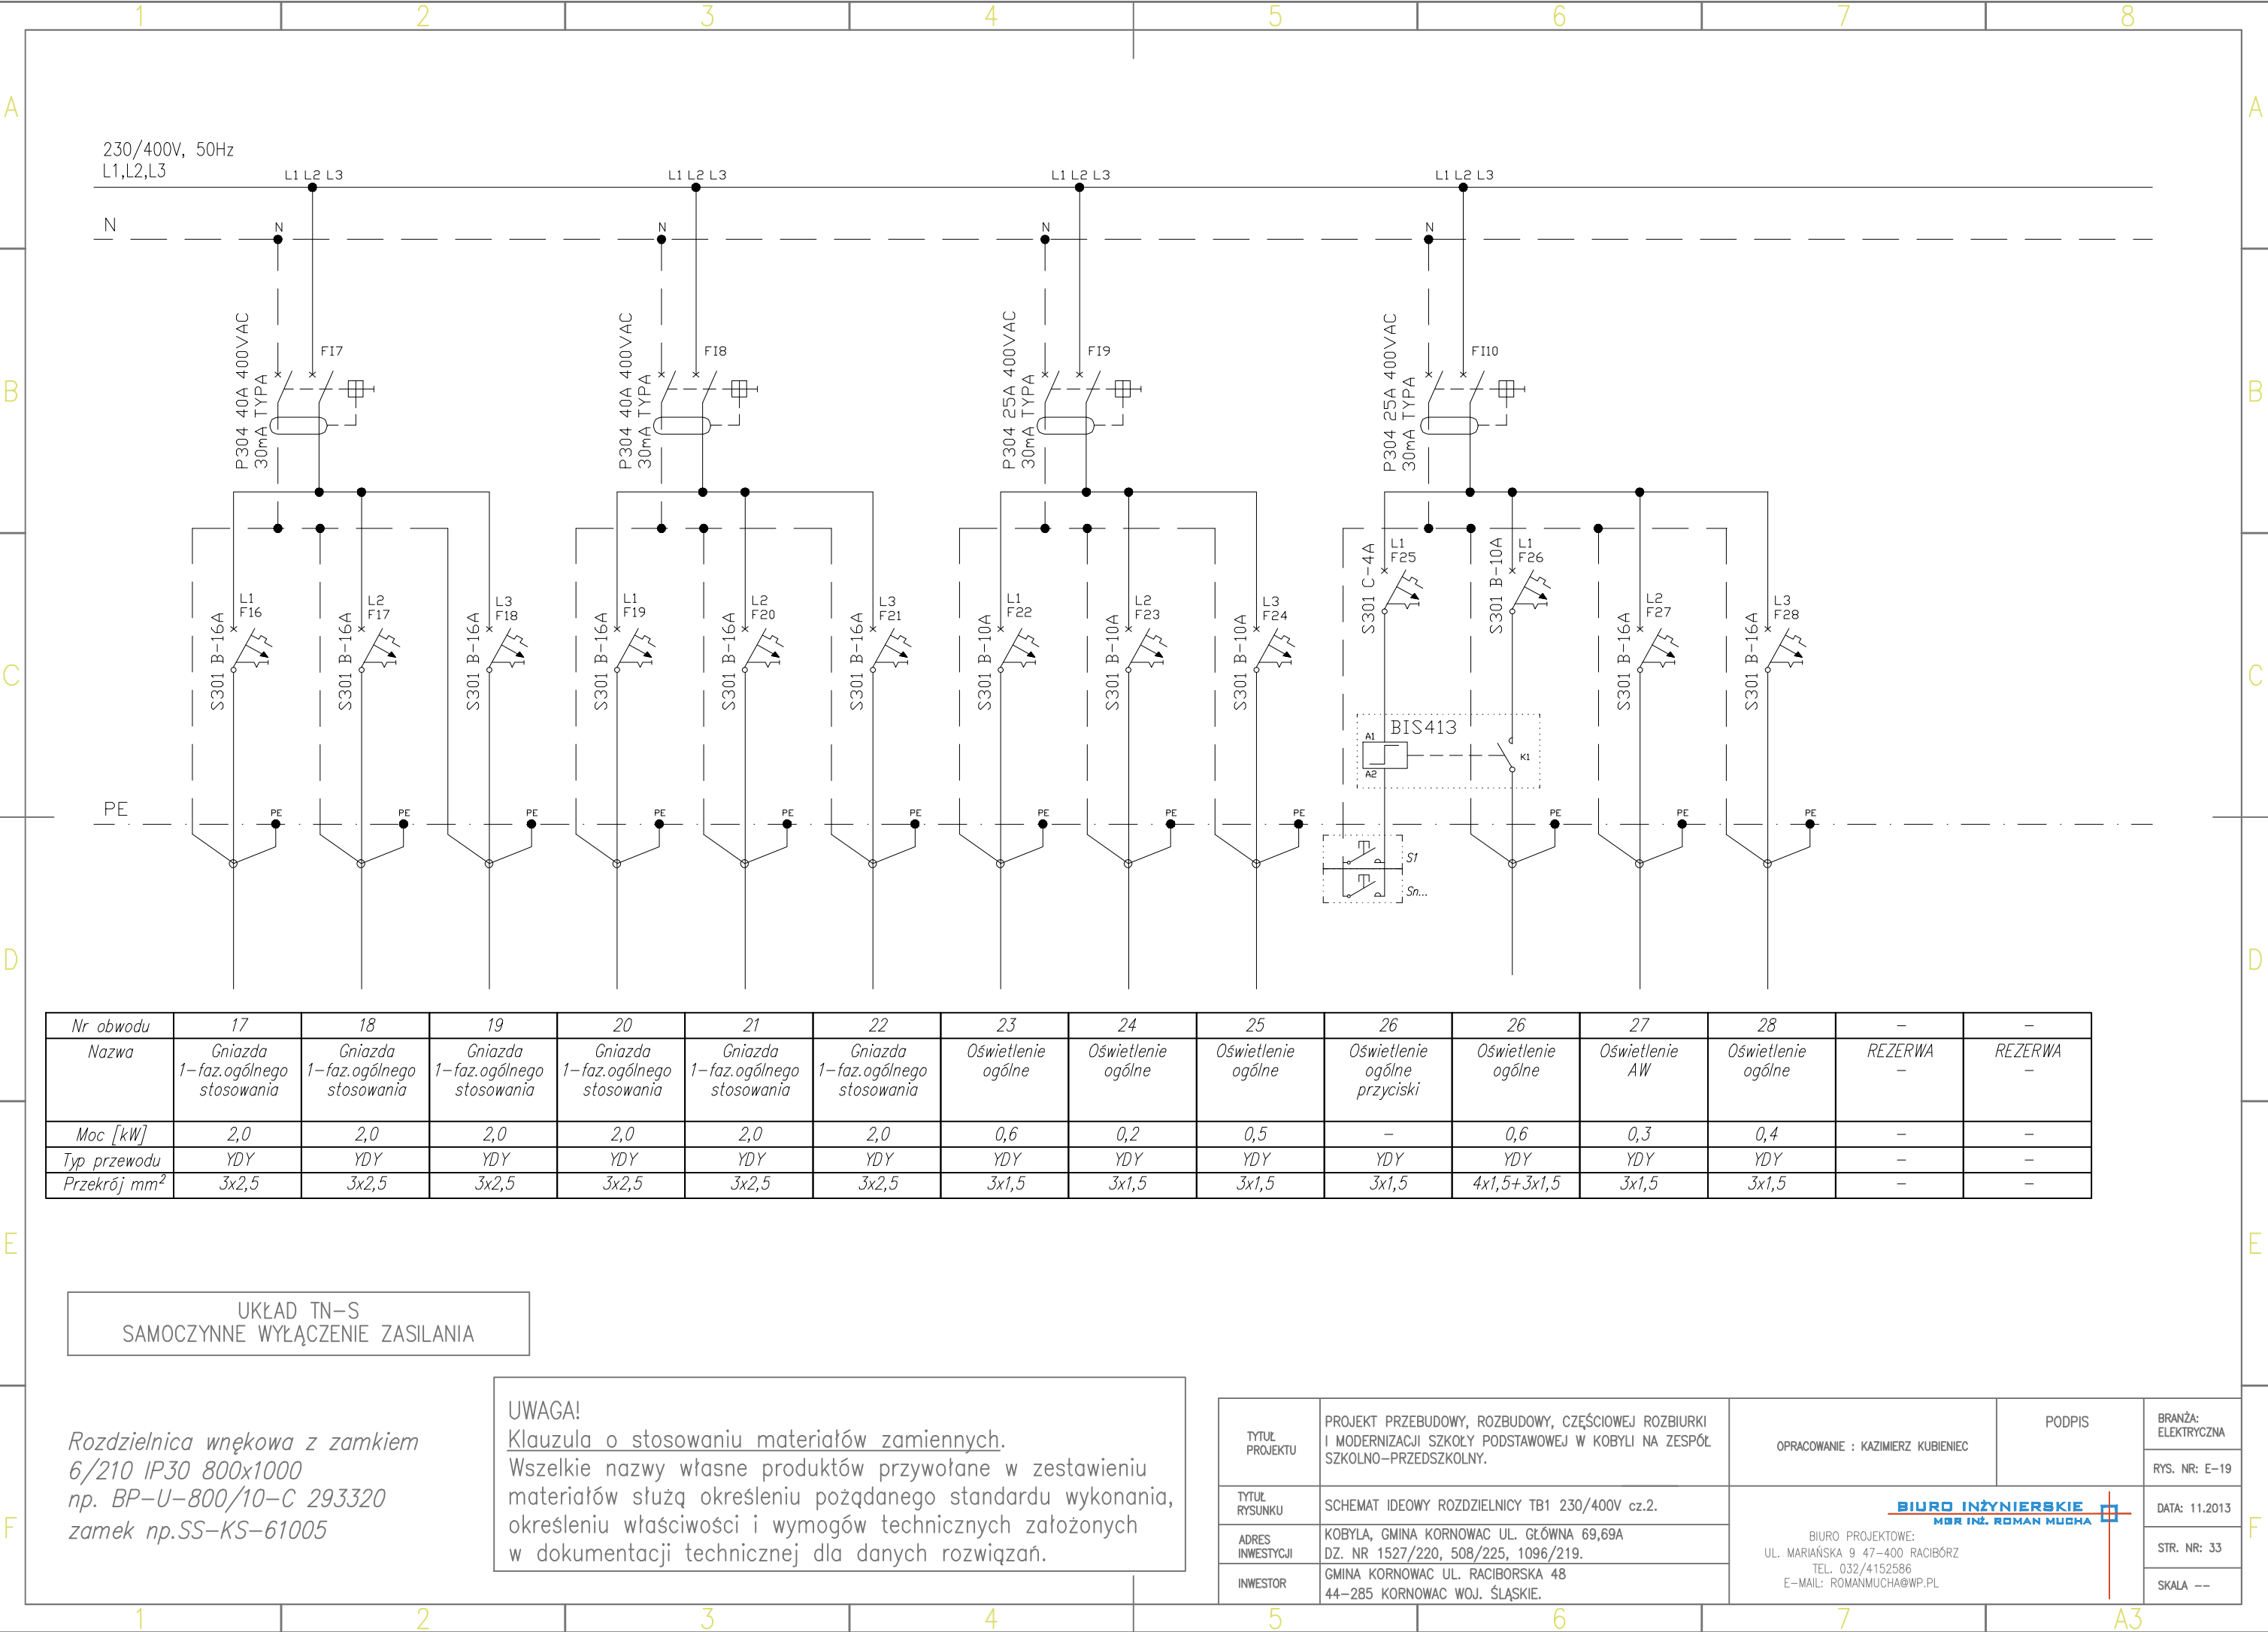 1 2 3 4 5 6 7 8
A A
230/400V, 50Hz
L1,L2,L3
L1 L2 L3 L1 L2 L3 L1 L2 L3 L1 L2 L3
N
N N N N
P304 40A 400VAC
30mA TYPA
FI7
P304 40A 400VAC
30mA TYPA
FI8
P304 25A 400VAC
30mA TYPA
FI9
P304 25A 400VAC
30mA TYPA
FI10
B B
S301 B-16A
L1
F16
S301 B-16A
L2
F17
S301 B-16A
L3
F18
S301 B-16A
L1
F19
S301 B-16A
L2
F20
S301 B-16A
L3
F21
S301 B-10A
L1
F22
S301 B-10A
L2
F23
S301 B-10A
L3
F24
S301 C-4A
L1
F25
S301 B-10A
L1
F26
S301 B-16A
L2
F27
S301 B-16A
L3
F28
C C
BIS413
A1
A2
K1
PE
PE PE PE PE PE PE PE PE PE PE PE PE
S1
Sn...
D D
Nr obwodu 17 18 19 20 21 22 23 24 25 26 26 27 28 - -
Nazwa Gniazda Gniazda Gniazda Gniazda Gniazda Gniazda Oświetlenie Oświetlenie Oświetlenie Oświetlenie Oświetlenie Oświetlenie Oświetlenie REZERWA REZERWA
1-faz.ogólnego 1-faz.ogólnego 1-faz.ogólnego 1-faz.ogólnego 1-faz.ogólnego 1-faz.ogólnego ogólne ogólne ogólne ogólne ogólne AW ogólne - -
stosowania stosowania stosowania stosowania stosowania stosowania przyciski
Moc [kW] 2,0 2,0 2,0 2,0 2,0 2,0 0,6 0,2 0,5 - 0,6 0,3 0,4 - -
Typ przewodu YDY YDY YDY YDY YDY YDY YDY YDY YDY YDY YDY YDY YDY - -
Przekrój mm² 3x2,5 3x2,5 3x2,5 3x2,5 3x2,5 3x2,5 3x1,5 3x1,5 3x1,5 3x1,5 4x1,5+3x1,5 3x1,5 3x1,5 - -
E E
UKŁAD TN-S
SAMOCZYNNE WYŁĄCZENIE ZASILANIA
Rozdzielnica wnękowa z zamkiem
6/210 IP30 800x1000
np. BP-U-800/10-C 293320
zamek np.SS-KS-61005
UWAGA!
Klauzula o stosowaniu materiałów zamiennych.
Wszelkie nazwy własne produktów przywołane w zestawieniu
materiałów służą określeniu pożądanego standardu wykonania,
określeniu właściwości i wymogów technicznych założonych
w dokumentacji technicznej dla danych rozwiązań.
TYTUŁ
PROJEKTU
PROJEKT PRZEBUDOWY, ROZBUDOWY, CZĘŚCIOWEJ ROZBIURKI
I MODERNIZACJI SZKOŁY PODSTAWOWEJ W KOBYLI NA ZESPÓŁ
SZKOLNO-PRZEDSZKOLNY.
OPRACOWANIE : KAZIMIERZ KUBIENIEC
PODPIS
BRANŻA:
ELEKTRYCZNA
RYS. NR: E-19
TYTUŁ
RYSUNKU
SCHEMAT IDEOWY ROZDZIELNICY TB1 230/400V cz.2.
ADRES
INWESTYCJI
KOBYLA, GMINA KORNOWAC UL. GŁÓWNA 69,69A
DZ. NR 1527/220, 508/225, 1096/219.
INWESTOR
GMINA KORNOWAC UL. RACIBORSKA 48
44-285 KORNOWAC WOJ. ŚLĄSKIE.
BIURO INŻYNIERSKIE
MGR INŻ. ROMAN MUCHA
BIURO PROJEKTOWE:
UL. MARIAŃSKA 9 47-400 RACIBÓRZ
TEL. 032/4152586
E-MAIL: ROMANMUCHA@WP.PL
DATA: 11.2013
STR. NR: 33
SKALA --
F F
1 2 3 4 5 6 7 A3